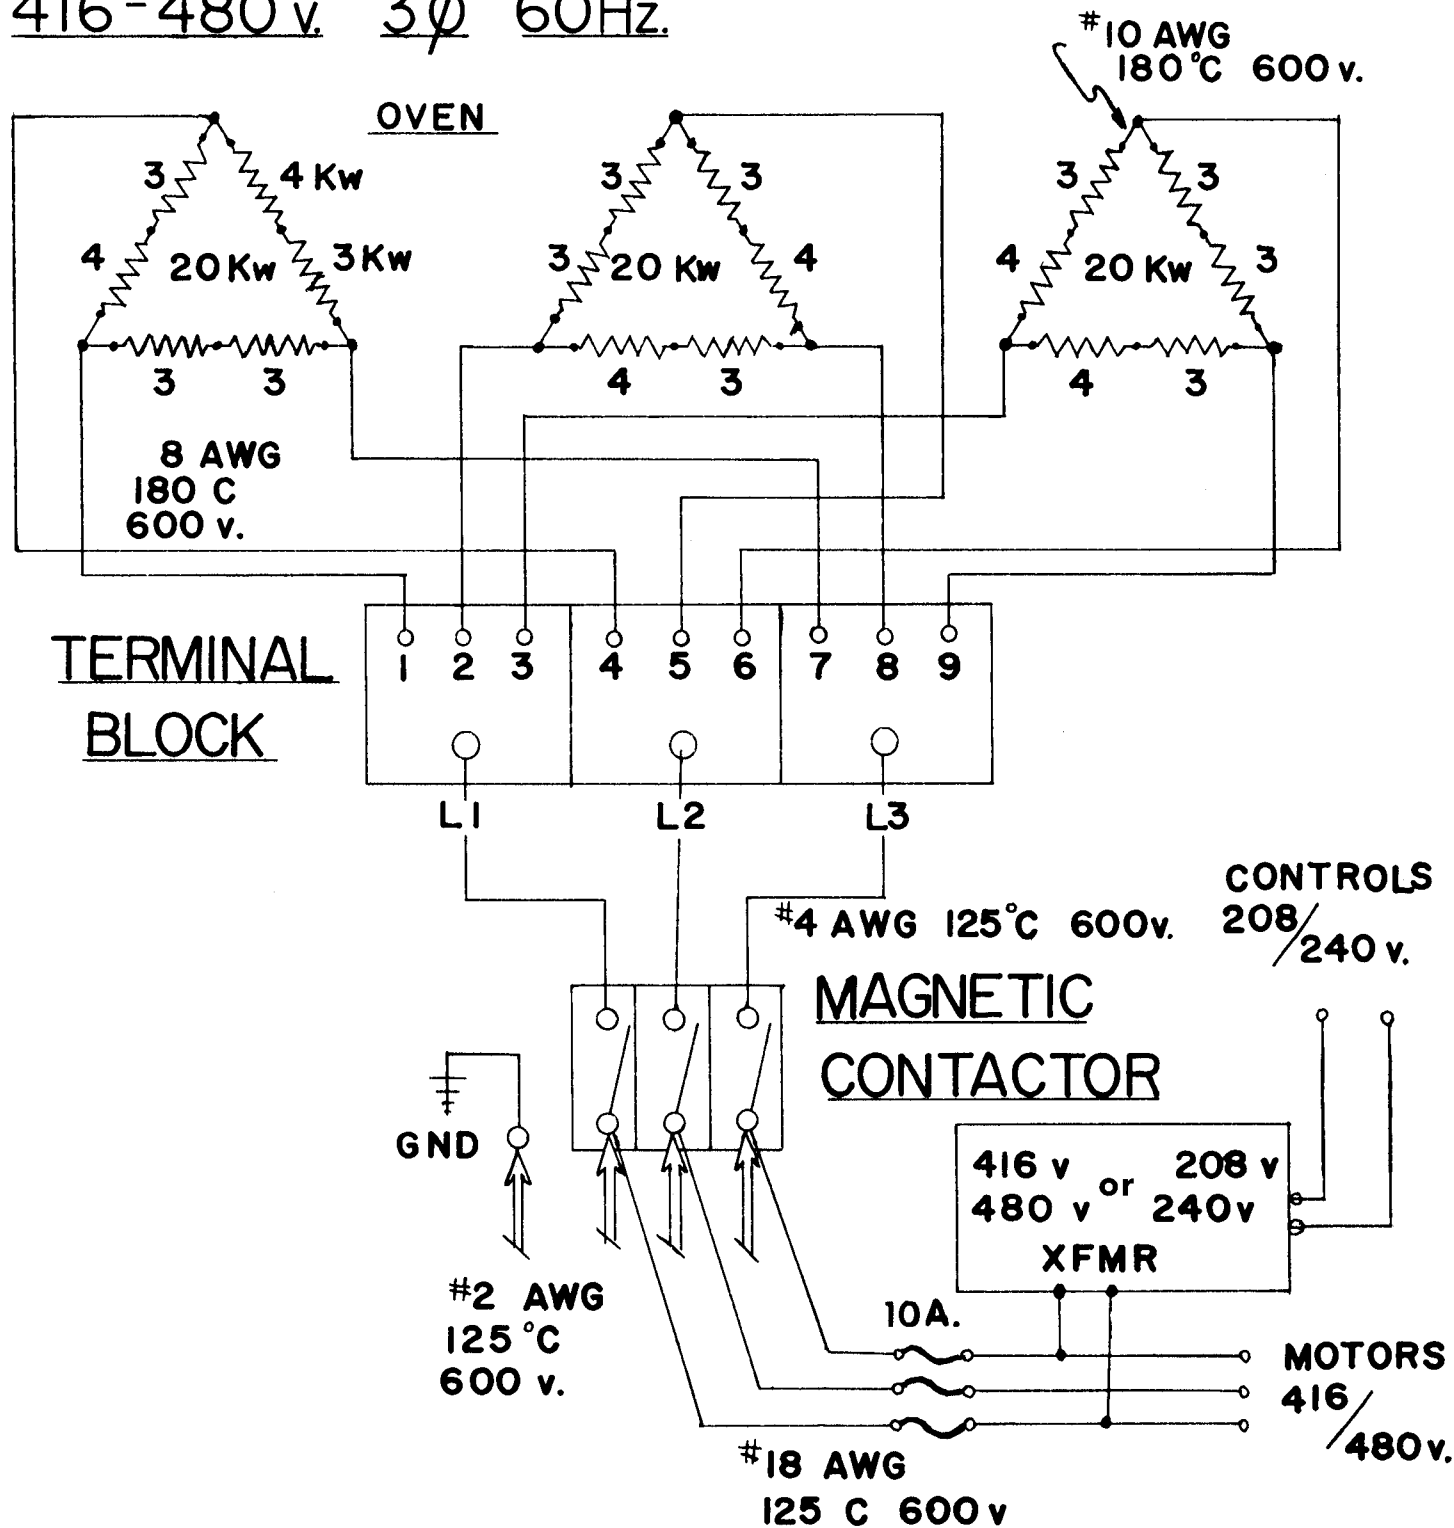 416-480 v. 3ϕ 60Hz.
#10 AWG
180°C 600 v.
OVEN
3
4 Kw
4
20 Kw
3 Kw
3 3
3
3
3
20 Kw
4
4 3
3
3
4
20 Kw
3
4 3
8 AWG
180 C
600 v.
TERMINAL
BLOCK
1 2 3 4 5 6 7 8 9
L1 L2 L3
#4 AWG 125°C 600v.
CONTROLS
208/240 v.
MAGNETIC
CONTACTOR
GND
416 v or 208 v
480 v 240v
XFMR
#2 AWG
125°C
600 v.
10A.
MOTORS
416/480v.
#18 AWG
125 C 600 v